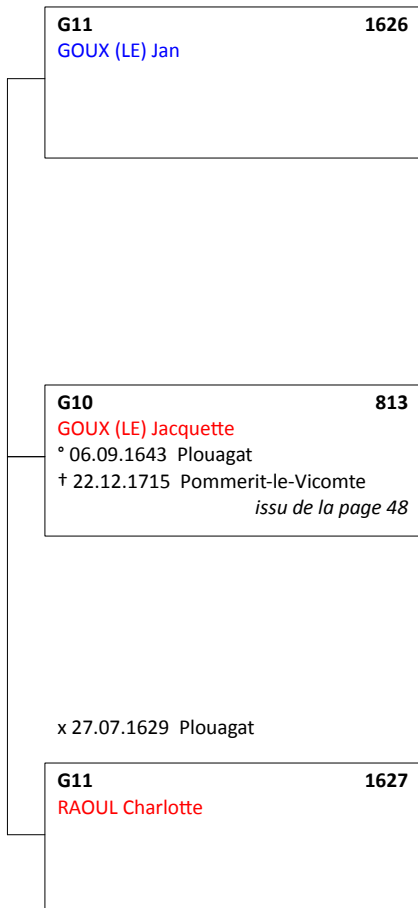 G11 1626
GOUX (LE) Jan
G10 813
GOUX (LE) Jacquette
° 06.09.1643 Plouagat
† 22.12.1715 Pommerit-le-Vicomte
issu de la page 48
x 27.07.1629 Plouagat
G11 1627
RAOUL Charlotte